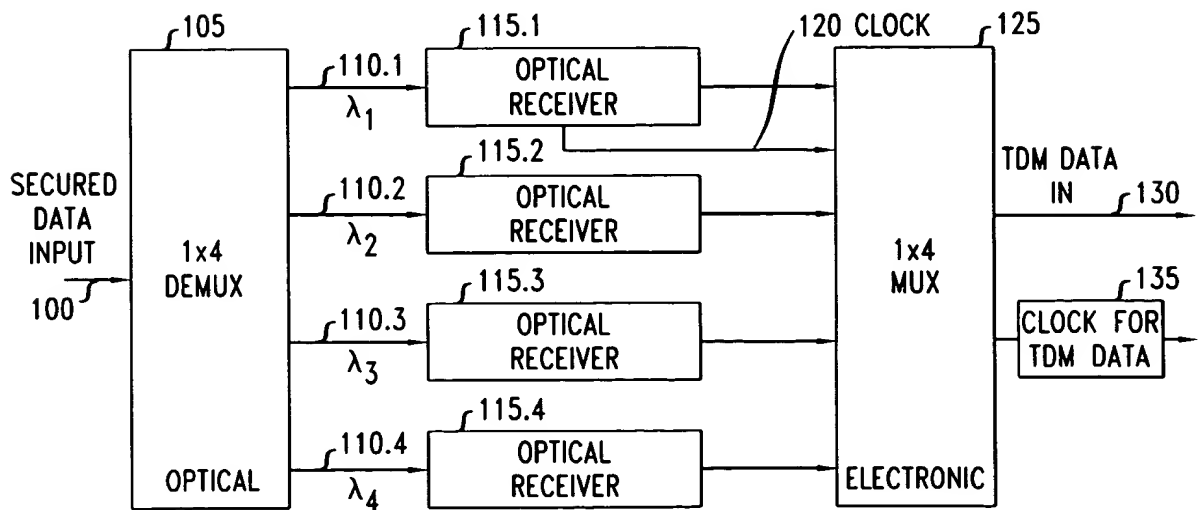 105
115.1
120 CLOCK
125
110.1
OPTICAL
RECEIVER
λ1
115.2
SECURED
DATA
INPUT
100
110.2
OPTICAL
RECEIVER
λ2
TDM DATA
IN
130
1x4
DEMUX
1x4
MUX
115.3
110.3
OPTICAL
RECEIVER
λ3
135
CLOCK FOR
TDM DATA
115.4
110.4
OPTICAL
RECEIVER
λ4
OPTICAL
ELECTRONIC